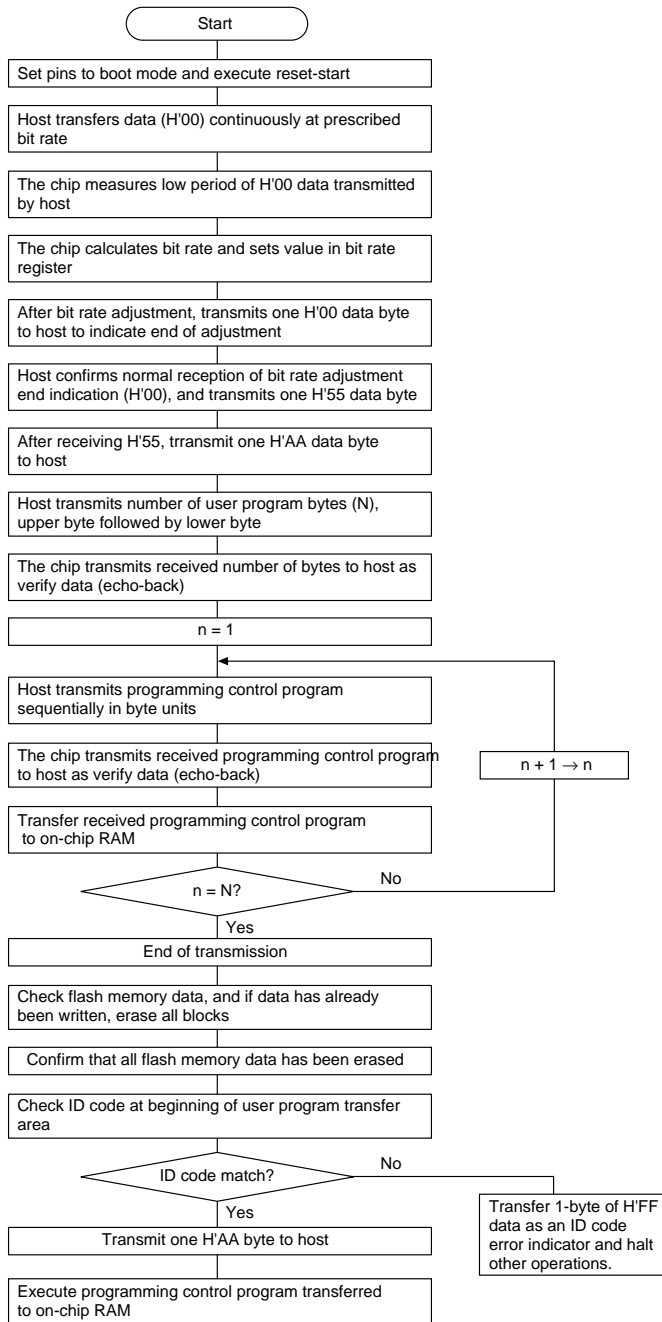 Start
Set pins to boot mode and execute reset-start
Host transfers data (H'00) continuously at prescribed
bit rate
The chip measures low period of H'00 data transmitted
by host
The chip calculates bit rate and sets value in bit rate
register
After bit rate adjustment, transmits one H'00 data byte
to host to indicate end of adjustment
Host confirms normal reception of bit rate adjustment
end indication (H'00), and transmits one H'55 data byte
After receiving H'55, trransmit one H'AA data byte
to host
Host transmits number of user program bytes (N),
upper byte followed by lower byte
The chip transmits received number of bytes to host as
verify data (echo-back)
n = 1
Host transmits programming control program
sequentially in byte units
The chip transmits received programming control program
to host as verify data (echo-back)
n + 1 → n
Transfer received programming control program
to on-chip RAM
n = N?
No
Yes
End of transmission
Check flash memory data, and if data has already
been written, erase all blocks
Confirm that all flash memory data has been erased
Check ID code at beginning of user program transfer
area
ID code match?
No
Yes
Transfer 1-byte of H'FF
data as an ID code
error indicator and halt
other operations.
Transmit one H'AA byte to host
Execute programming control program transferred
to on-chip RAM